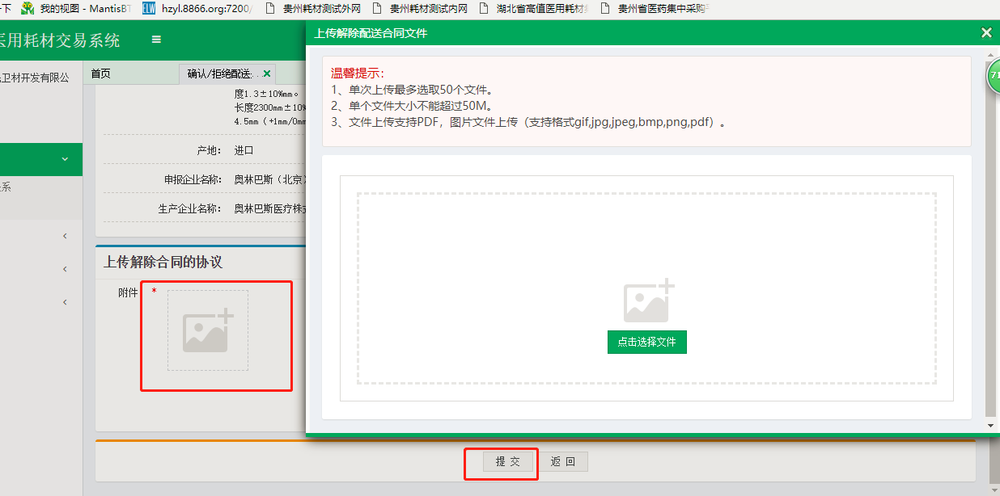 一下 我的视图 - MantisBT hzyl.8866.org:7200/ 贵州耗材测试外网 贵州耗材测试内网 湖北省高值医用耗材 贵州省医药集中采购
医用耗材交易系统
上传解除配送合同文件
卫材开发有限公
首页 确认/拒绝配送...
温馨提示：
1、单次上传最多选取50个文件。
2、单个文件大小不能超过50M。
3、文件上传支持PDF，图片文件上传（支持格式gif,jpg,jpeg,bmp,png,pdf）。
71
度1.3±10%mm。
长度2300mm±10%
4.5mm（+1mm/0mm
产地： 进口
系
申报企业名称： 奥林巴斯（北京）
生产企业名称： 奥林巴斯医疗株式
上传解除合同的协议
附件 *
点击选择文件
提 交 返 回